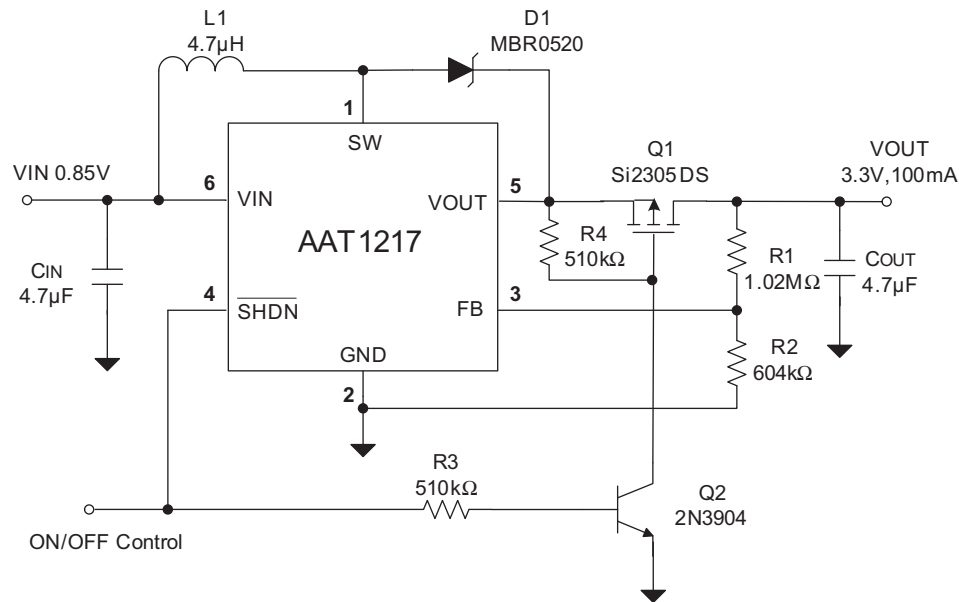 L1
4.7µH
D1
MBR0520
1
SW
VIN 0.85V
6
VIN
VOUT
5
Q1
Si2305DS
VOUT
3.3V,100mA
AAT1217
R4
510kΩ
R1
1.02MΩ
COUT
4.7µF
CIN
4.7µF
4
SHDN
FB
3
GND
2
R2
604kΩ
R3
510kΩ
Q2
2N3904
ON/OFF Control